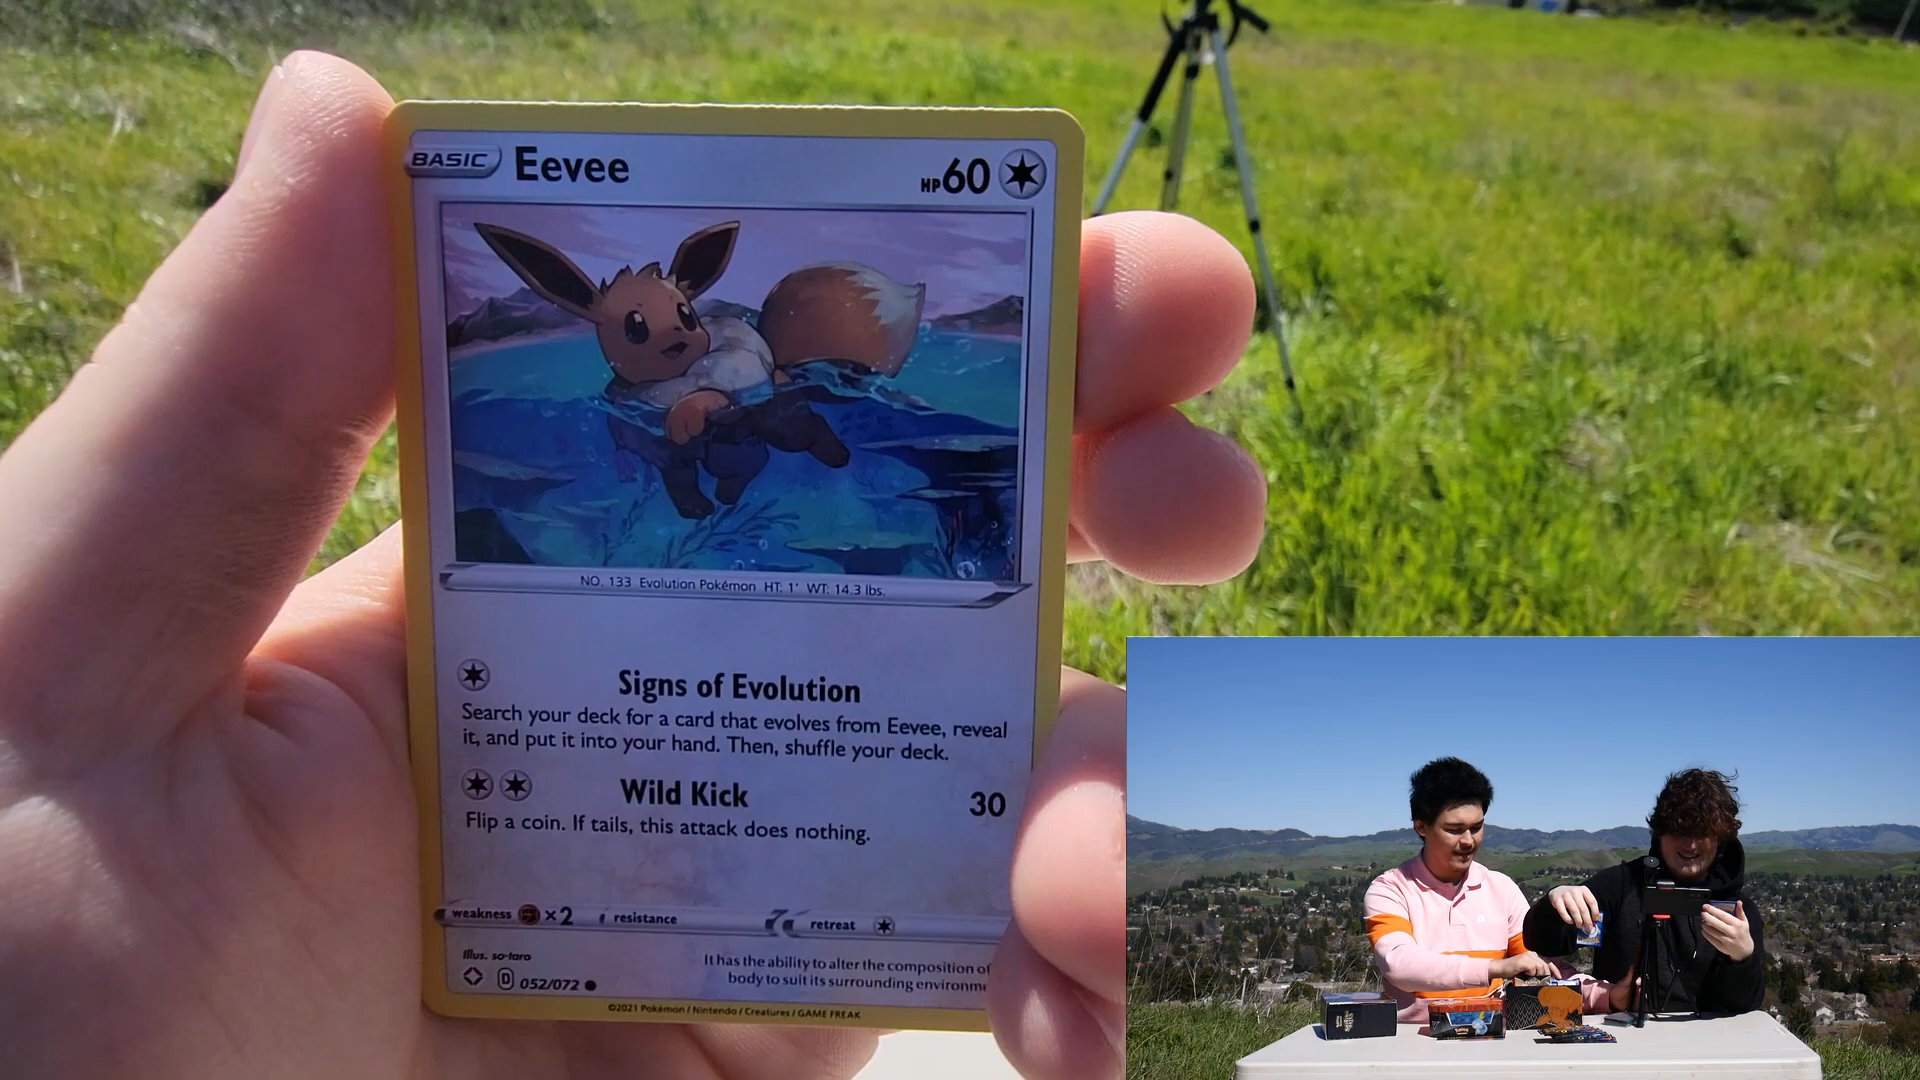 BASIC Eevee HP 60
NO. 133 Evolution Pokémon HT: 1' WT: 14.3 lbs.
Signs of Evolution
Search your deck for a card that evolves from Eevee, reveal
it, and put it into your hand. Then, shuffle your deck.
Wild Kick 30
Flip a coin. If tails, this attack does nothing.
weakness ×2 resistance retreat
Illus. so-taro
It has the ability to alter the composition of
body to suit its surrounding
D 052/072
©2021 Pokémon / Nintendo / Creatures / GAME FREAK